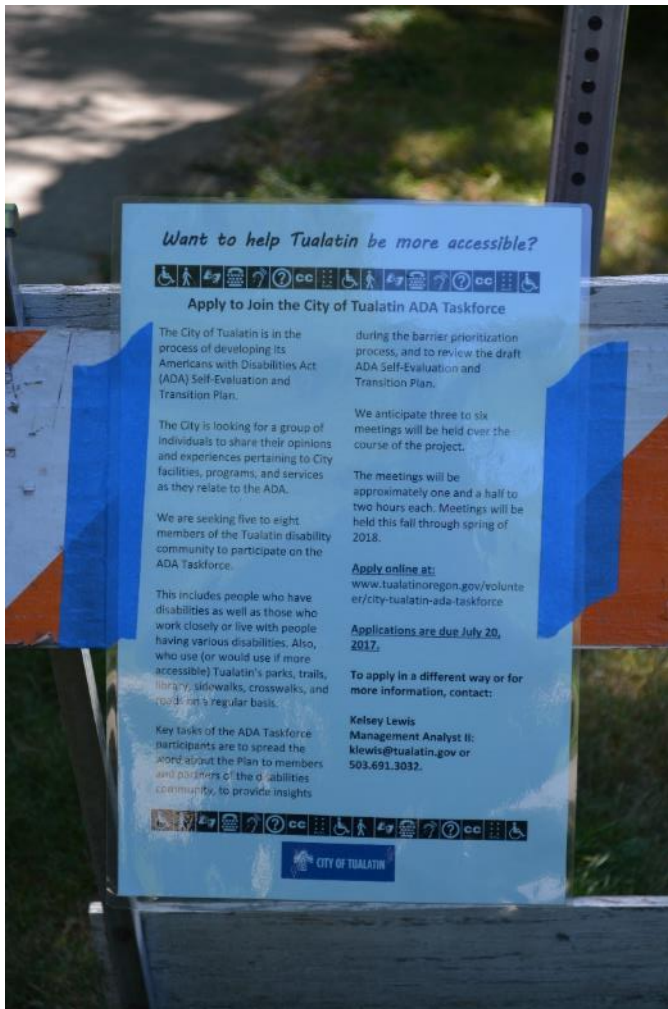 Want to help Tualatin be more accessible?
Apply to Join the City of Tualatin ADA Taskforce
The City of Tualatin is in the
process of developing its
Americans with Disabilities Act
(ADA) Self-Evaluation and
Transition Plan.
The City is looking for a group of
individuals to share their opinions
and experiences pertaining to City
facilities, programs, and services
as they relate to the ADA.
We are seeking five to eight
members of the Tualatin disability
community to participate on the
ADA Taskforce.
This includes people who have
disabilities as well as those who
work closely or live with people
having various disabilities. Also,
who use (or would use if more
accessible) Tualatin's parks, trails,
library, sidewalks, crosswalks, and
roads on a regular basis.
Key tasks of the ADA Taskforce
participants are to spread the
word about the Plan to members
and partners of the disabilities
community, to provide insights
during the barrier prioritization
process, and to review the draft
ADA Self-Evaluation and
Transition Plan.
We anticipate three to six
meetings will be held over the
course of the project.
The meetings will be
approximately one and a half to
two hours each. Meetings will be
held this fall through spring of
2018.
Apply online at:
www.tualatinoregon.gov/volunte
er/city-tualatin-ada-taskforce
Applications are due July 20,
2017.
To apply in a different way or for
more information, contact:
Kelsey Lewis
Management Analyst II:
klewis@tualatin.gov or
503.691.3032.
CITY OF TUALATIN